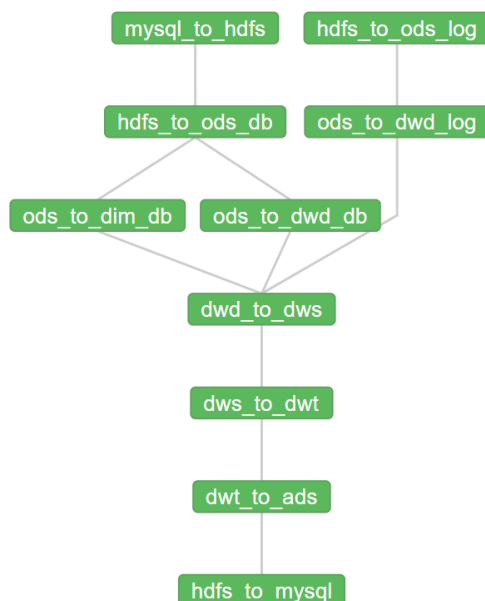 mysql_to_hdfs
hdfs_to_ods_log
hdfs_to_ods_db
ods_to_dwd_log
ods_to_dim_db
ods_to_dwd_db
dwd_to_dws
dws_to_dwt
dwt_to_ads
hdfs_to_mysql